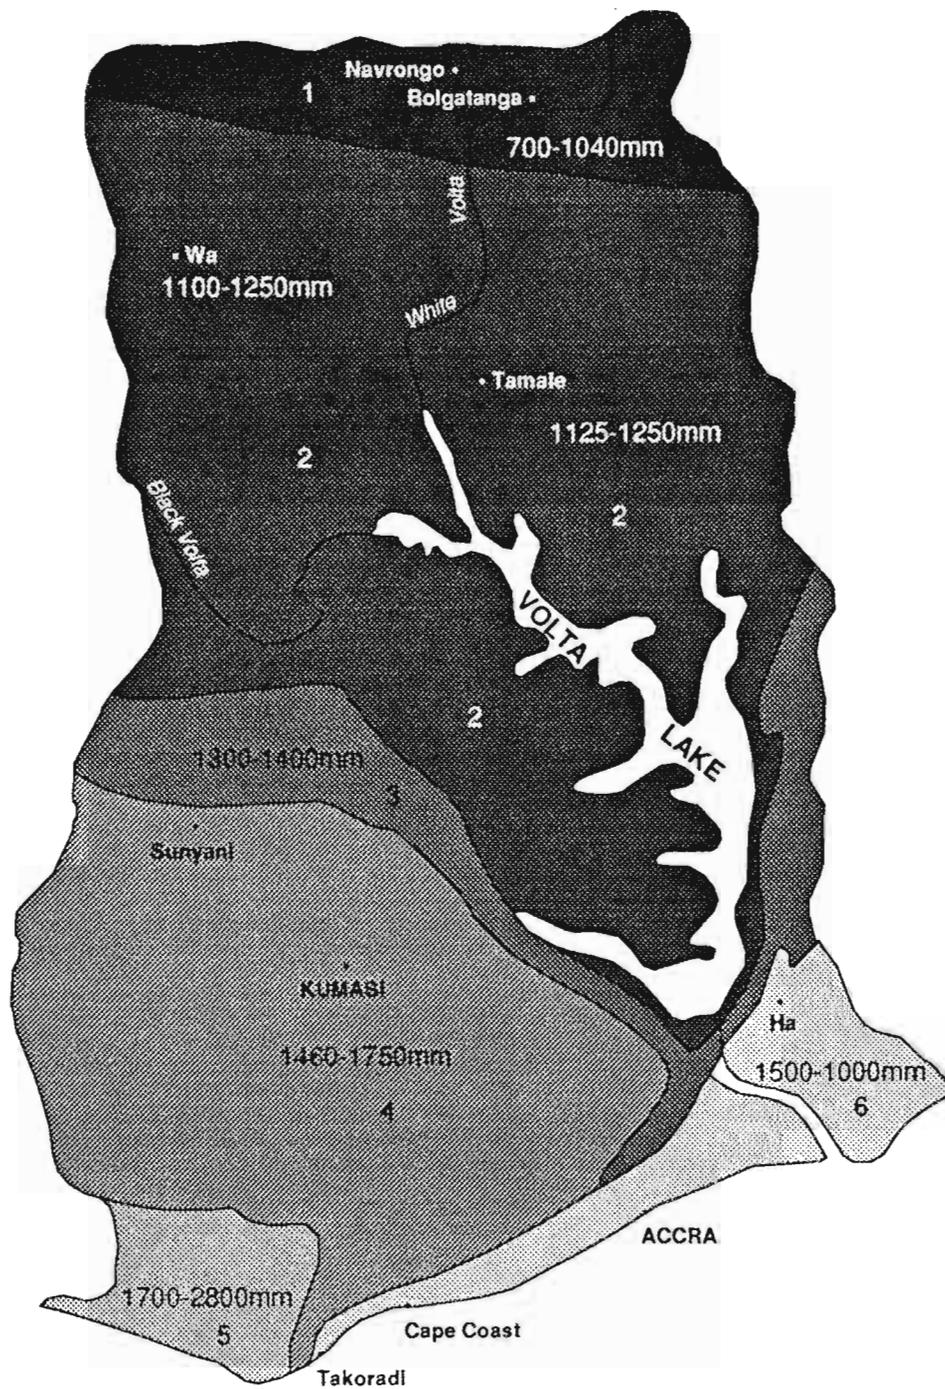 Navrongo
1
Bolgatanga
700-1040mm
Volta
Wa
1100-1250mm
White
Tamale
1125-1250mm
2
Black Volta
2
VOLTA
2
LAKE
1300-1400mm
3
Sunyani
KUMASI
Ha
1460-1750mm
1500-1000mm
6
4
ACCRA
1700-2800mm
5
Cape Coast
Takoradi